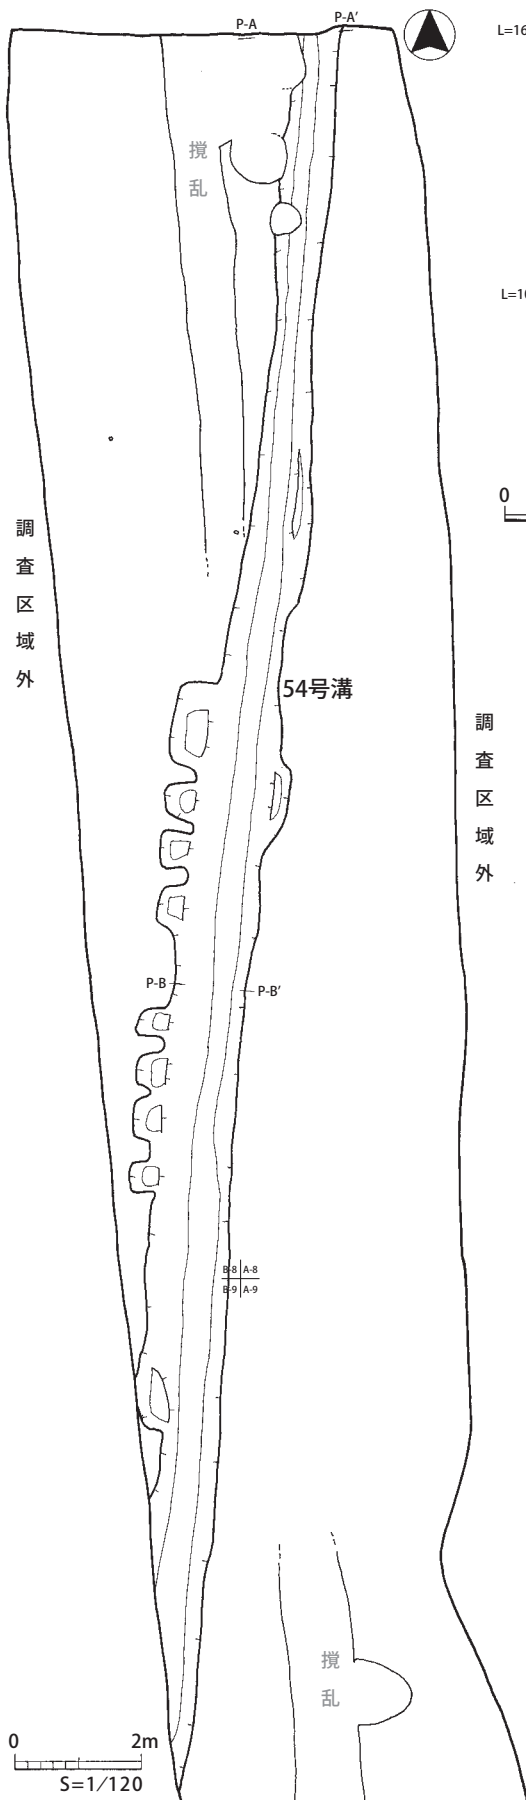 P-A
P-A′
L=16
撹乱
L=16
0
調査区域外
54号溝
調査区域外
P-B
P-B′
B-8 A-8
B-9 A-9
撹乱
0 2m
S=1/120